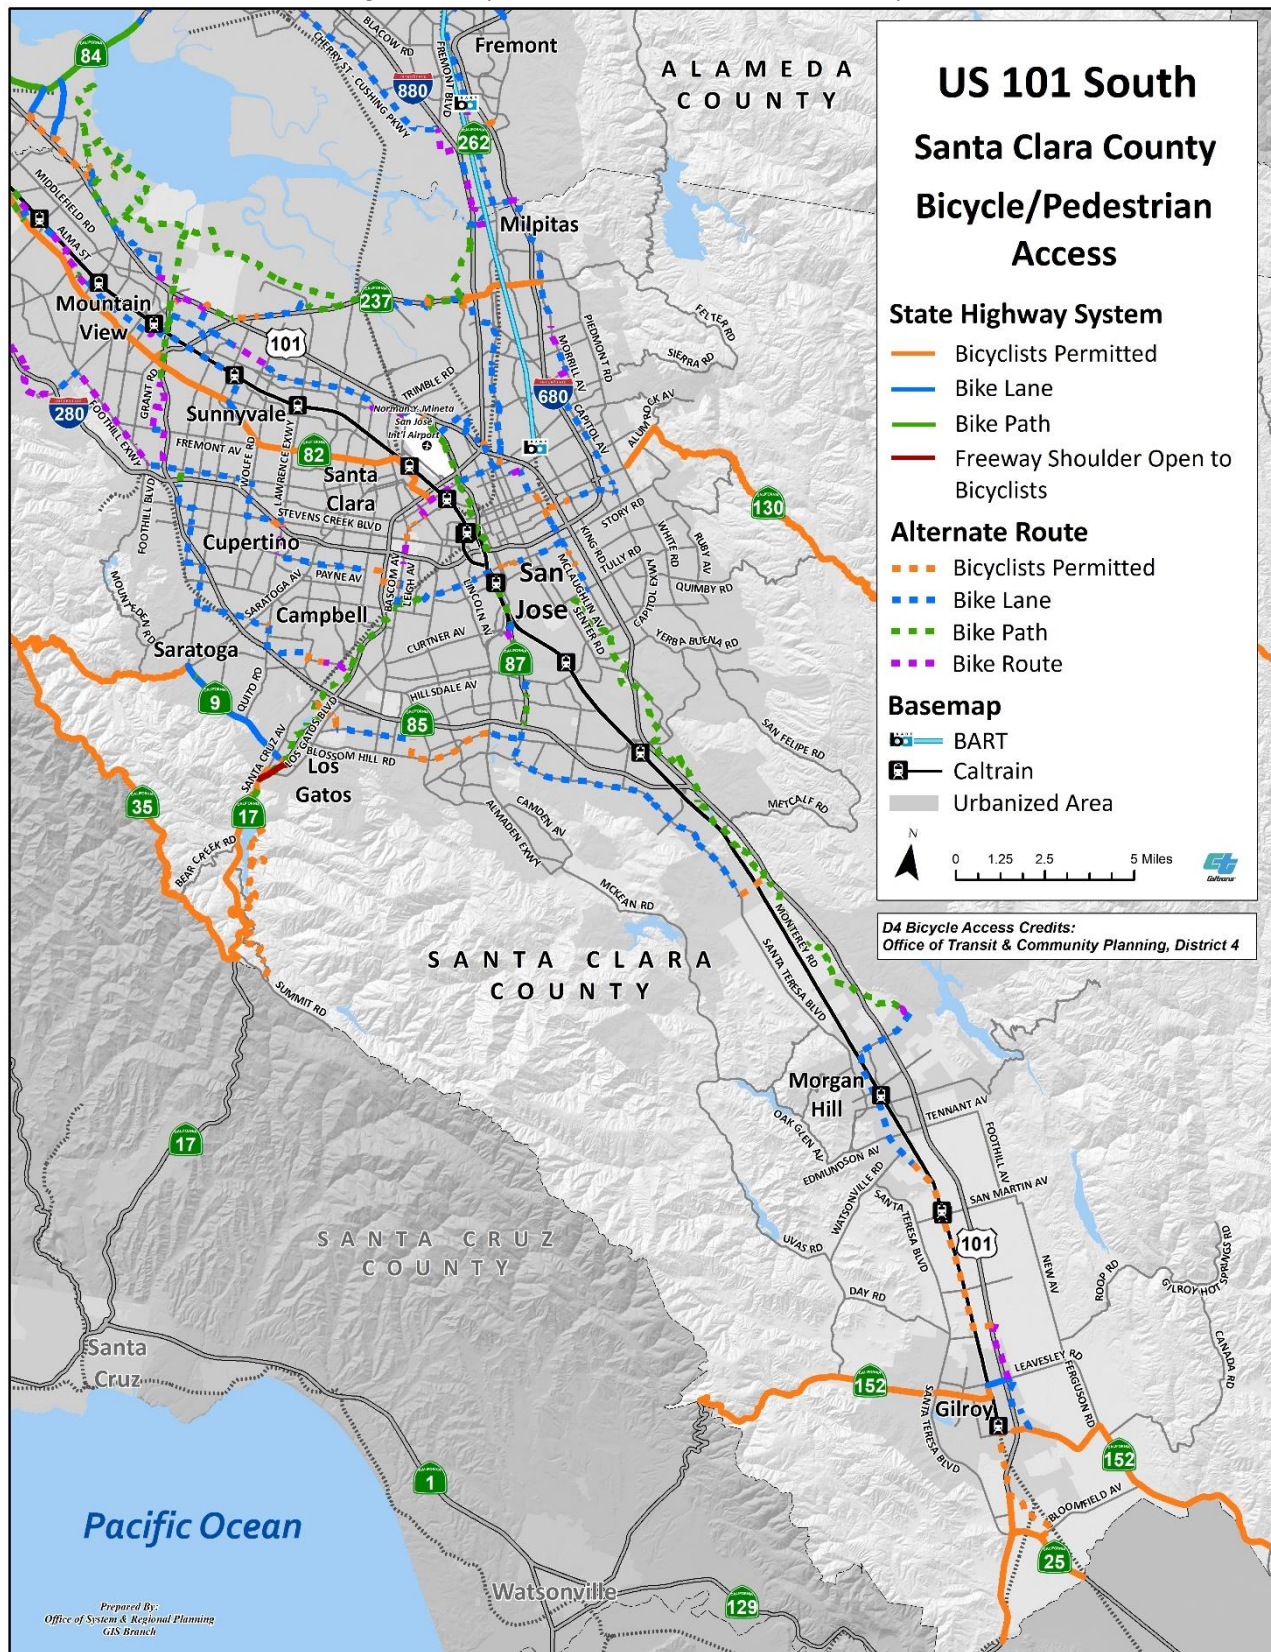 US 101 South
Santa Clara County
Bicycle/Pedestrian
Access
State Highway System
Bicyclists Permitted
Bike Lane
Bike Path
Freeway Shoulder Open to
Bicyclists
Alternate Route
Bicyclists Permitted
Bike Lane
Bike Path
Bike Route
Basemap
ba BART
Caltrain
Urbanized Area
N
0 1.25 2.5 5 Miles
Caltrans
D4 Bicycle Access Credits:
Office of Transit & Community Planning, District 4
84
BLACOW RD
CHERRY ST - CUSHING PKWY
FREMONT BLVD
Fremont
ALAMEDA
COUNTY
880
ba
262
MIDDLEFIELD RD
ALMA ST
Milpitas
Mountain
View
237
101
FELTER RD
SIERRA RD
PIEDMONT RD
MORRILL AV
680
CAPITOL AV
ALUM ROCK AV
TRIMBLE RD
Norman Y. Mineta
San José
Int'l Airport
ba
280
FOOTHILL EXWY
GRANT RD
Sunnyvale
FREMONT AV
WOLFE RD
LAWRENCE EXWY
82
Santa
Clara
130
FOOTHILL BLVD
STEVENS CREEK BLVD
Cupertino
STORY RD
KING RD
TULLY RD
WHITE RD
RUBY AV
QUIMBY RD
CAPITOL EXWY
YERBA BUENA RD
MCLAUGHLIN AV
SENTER RD
San
Jose
PAYNE AV
SARATOGA AV
BASCOM AV
LEIGH AV
LINCOLN AV
Campbell
CURTNER AV
Saratoga
QUITO RD
9
87
HILLSDALE AV
85
SANTA CRUZ AV
LOS GATOS BLVD
BLOSSOM HILL RD
Los
Gatos
SAN FELIPE RD
METCALF RD
35
17
BEAR CREEK RD
CAMDEN AV
ALMADEN EXWY
MCKEAN RD
MONTEREY RD
SANTA TERESA BLVD
SANTA CLARA
COUNTY
SUMMIT RD
Morgan
Hill
TENNANT AV
FOOTHILL AV
OAK GLEN AV
EDMUNDSON AV
WATSONVILLE RD
SAN MARTIN AV
17
SANTA TERESA BLVD
UVAS RD
101
SANTA CRUZ
COUNTY
NEW AV
ROOP RD
GILROY HOT SPRINGS RD
DAY RD
LEAVESLEY RD
FERGUSON RD
CANADA RD
Santa
Cruz
152
Gilroy
SANTA TERESA BLVD
152
1
BLOOMFIELD AV
25
Pacific Ocean
Watsonville
129
Prepared By:
Office of System & Regional Planning
GIS Branch